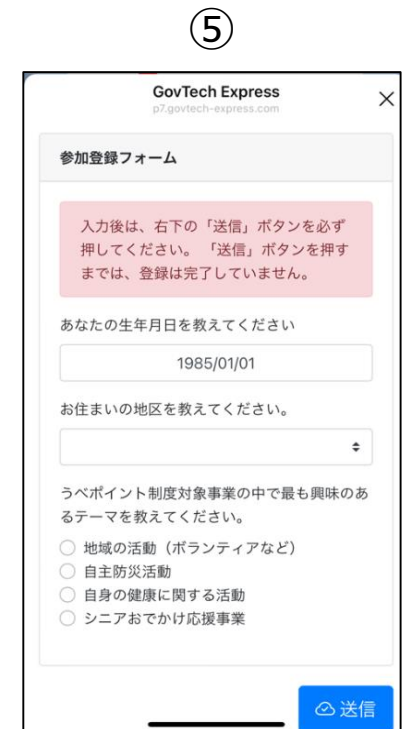 ⑤
GovTech Express
p7.govtech-express.com
参加登録フォーム
入力後は、右下の「送信」ボタンを必ず
押してください。 「送信」ボタンを押す
までは、登録は完了していません。
あなたの生年月日を教えてください
1985/01/01
お住まいの地区を教えてください。
うべポイント制度対象事業の中で最も興味のあ
るテーマを教えてください。
地域の活動（ボランティアなど）
自主防災活動
自身の健康に関する活動
シニアおでかけ応援事業
送信